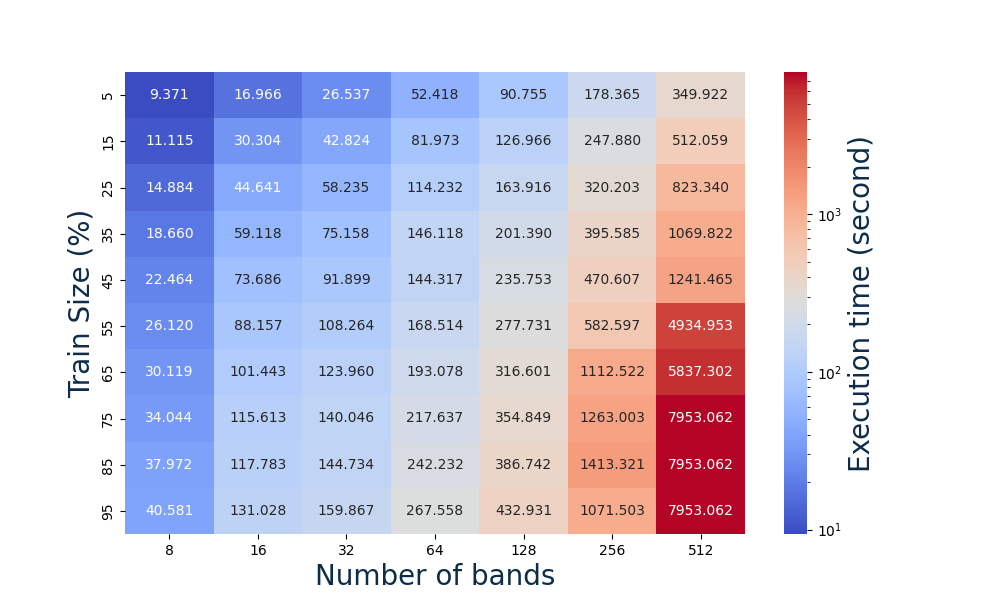 5 9.371 16.966 26.537 52.418 90.755 178.365 349.922
15 11.115 30.304 42.824 81.973 126.966 247.880 512.059
25 14.884 44.641 58.235 114.232 163.916 320.203 823.340
35 18.660 59.118 75.158 146.118 201.390 395.585 1069.822
45 22.464 73.686 91.899 144.317 235.753 470.607 1241.465
55 26.120 88.157 108.264 168.514 277.731 582.597 4934.953
65 30.119 101.443 123.960 193.078 316.601 1112.522 5837.302
75 34.044 115.613 140.046 217.637 354.849 1263.003 7953.062
85 37.972 117.783 144.734 242.232 386.742 1413.321 7953.062
95 40.581 131.028 159.867 267.558 432.931 1071.503 7953.062
8 16 32 64 128 256 512
Number of bands
Train Size (%)
10³
10²
10¹
Execution time (second)